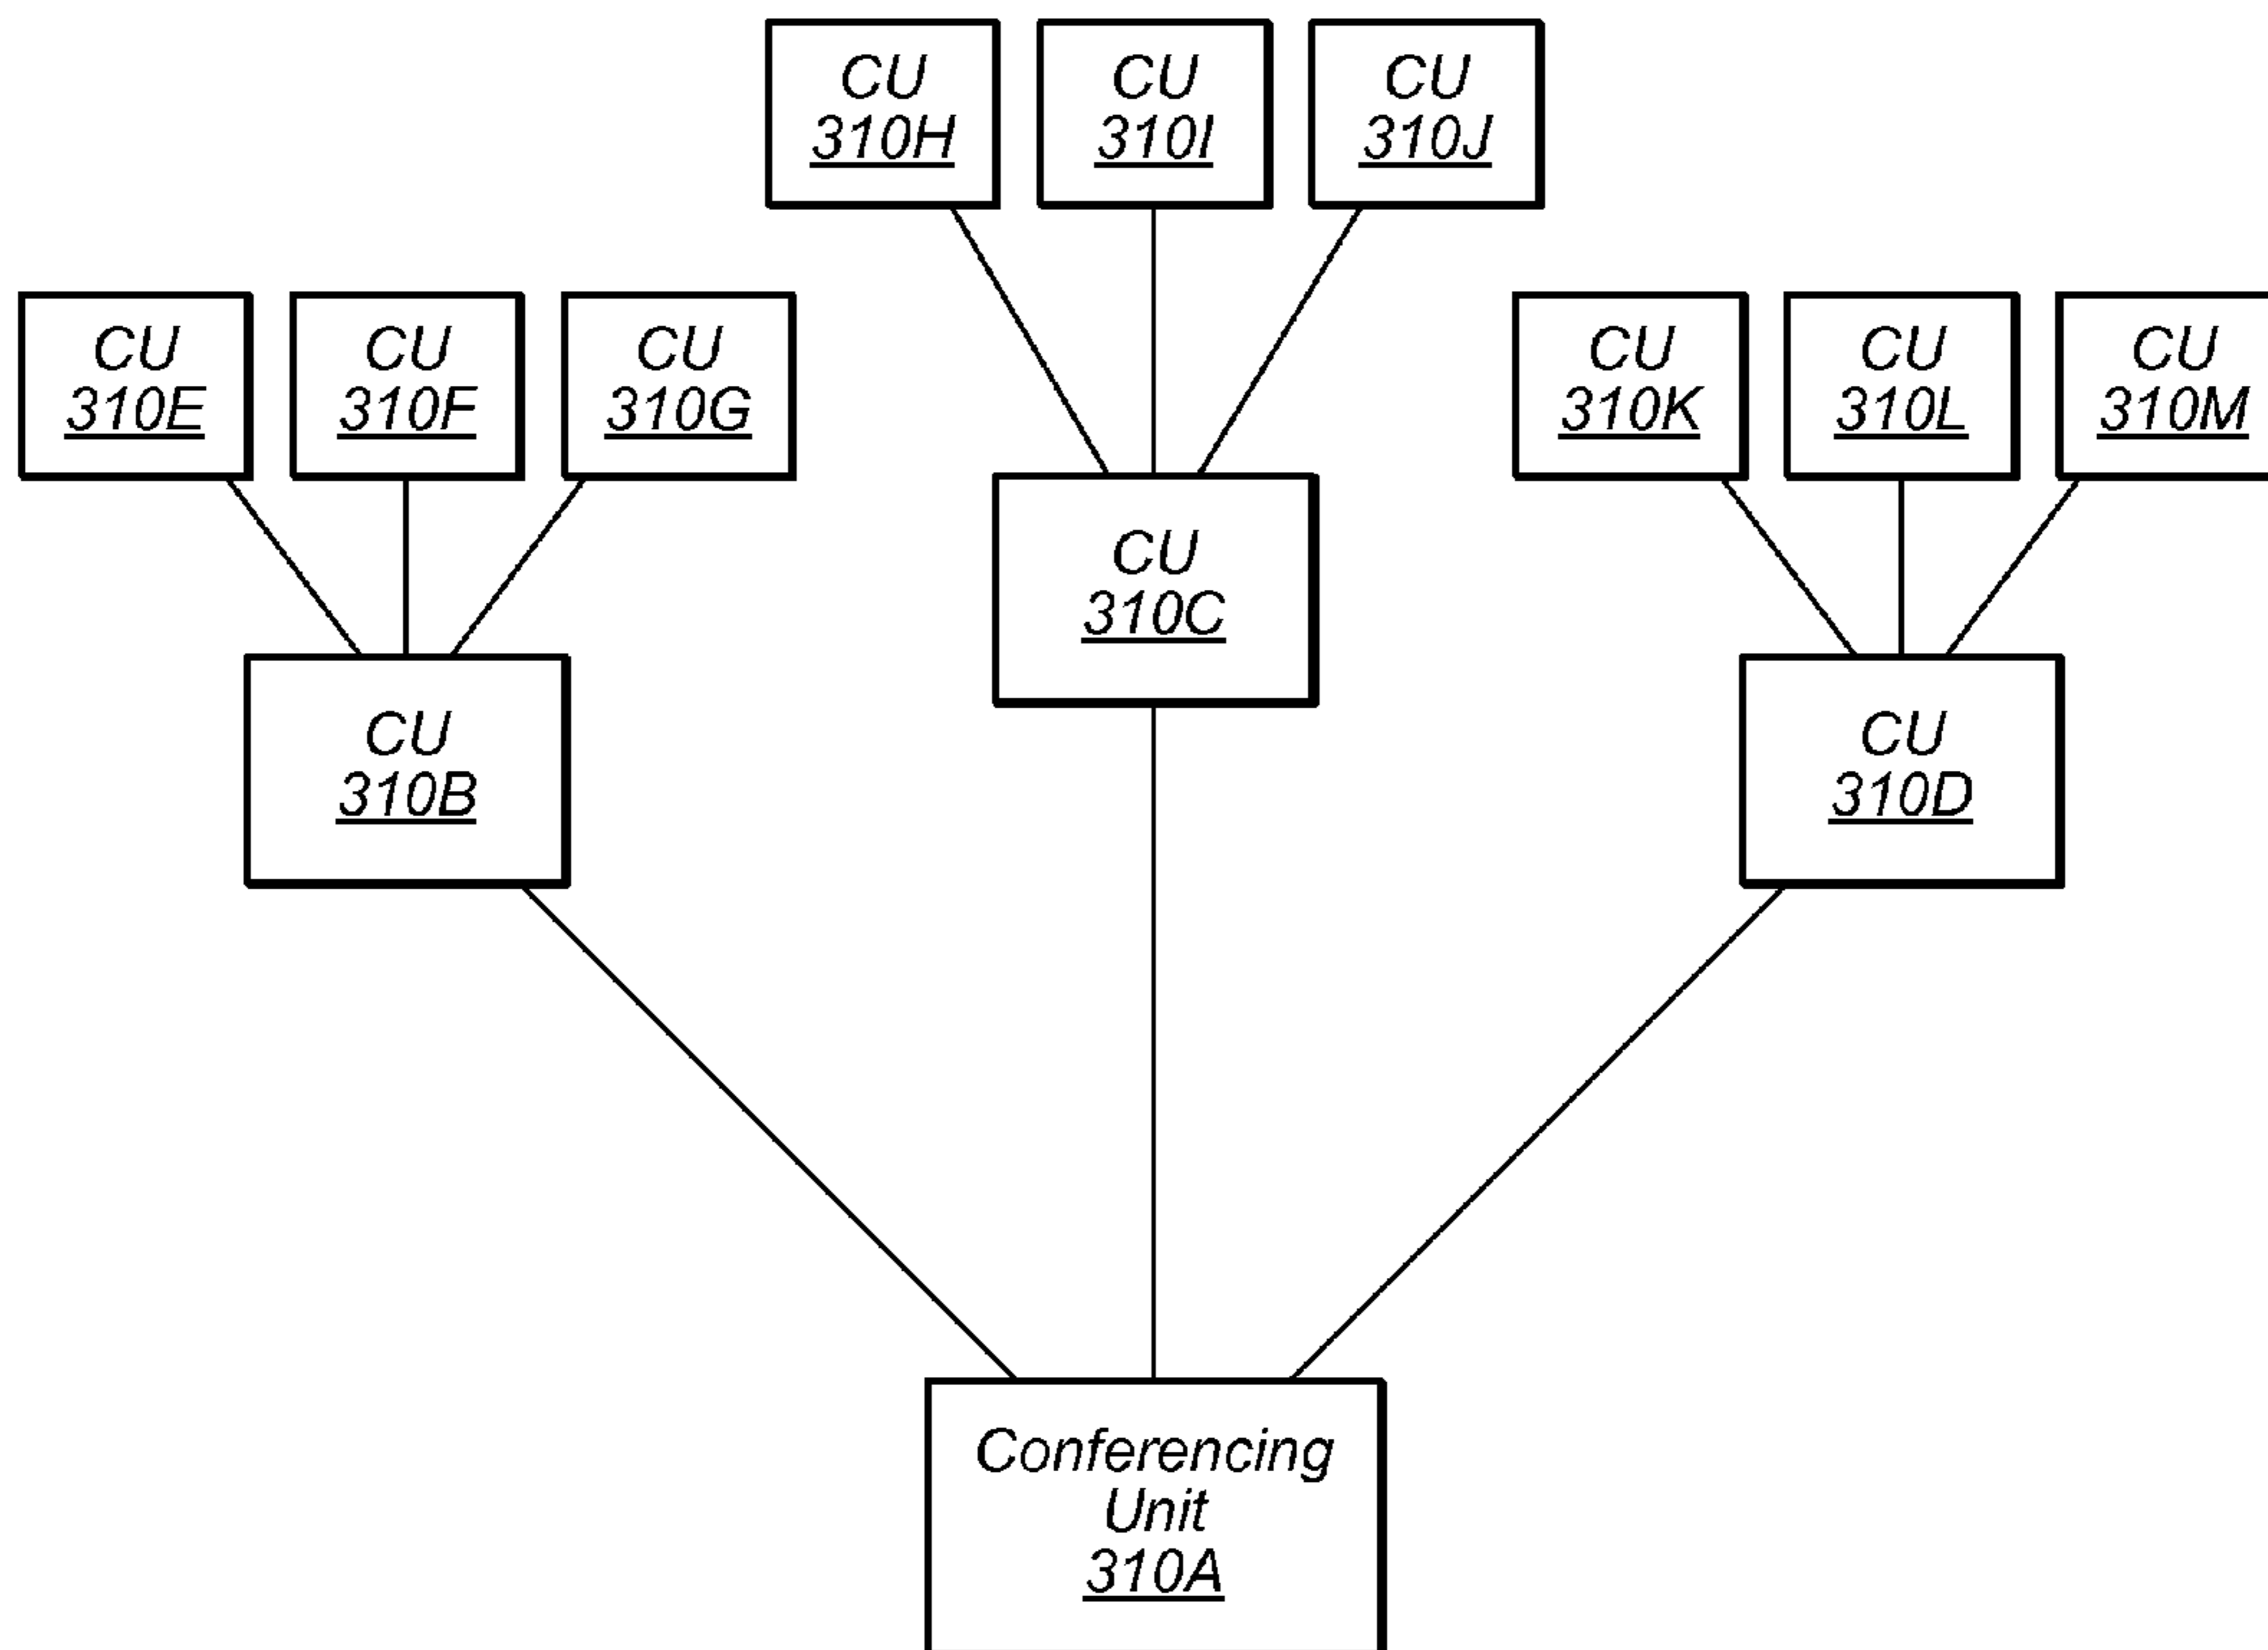 CU
310H
CU
310I
CU
310J
CU
310E
CU
310F
CU
310G
CU
310K
CU
310L
CU
310M
CU
310C
CU
310B
CU
310D
Conferencing
Unit
310A